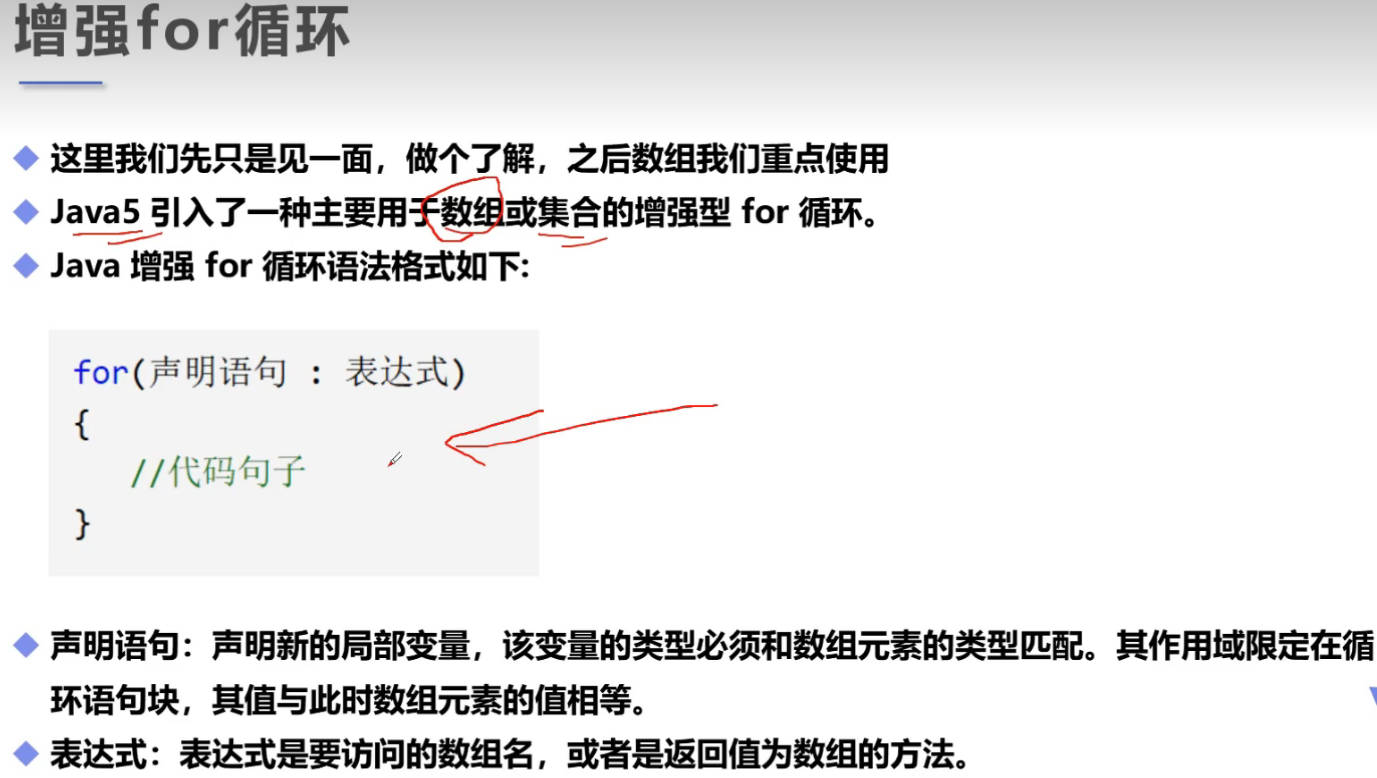 增强for循环
这里我们先只是见一面，做个了解，之后数组我们重点使用
Java5 引入了一种主要用于数组或集合的增强型 for 循环。
Java 增强 for 循环语法格式如下:
for(声明语句 : 表达式)
{
//代码句子
}
声明语句：声明新的局部变量，该变量的类型必须和数组元素的类型匹配。其作用域限定在循
环语句块，其值与此时数组元素的值相等。
表达式：表达式是要访问的数组名，或者是返回值为数组的方法。